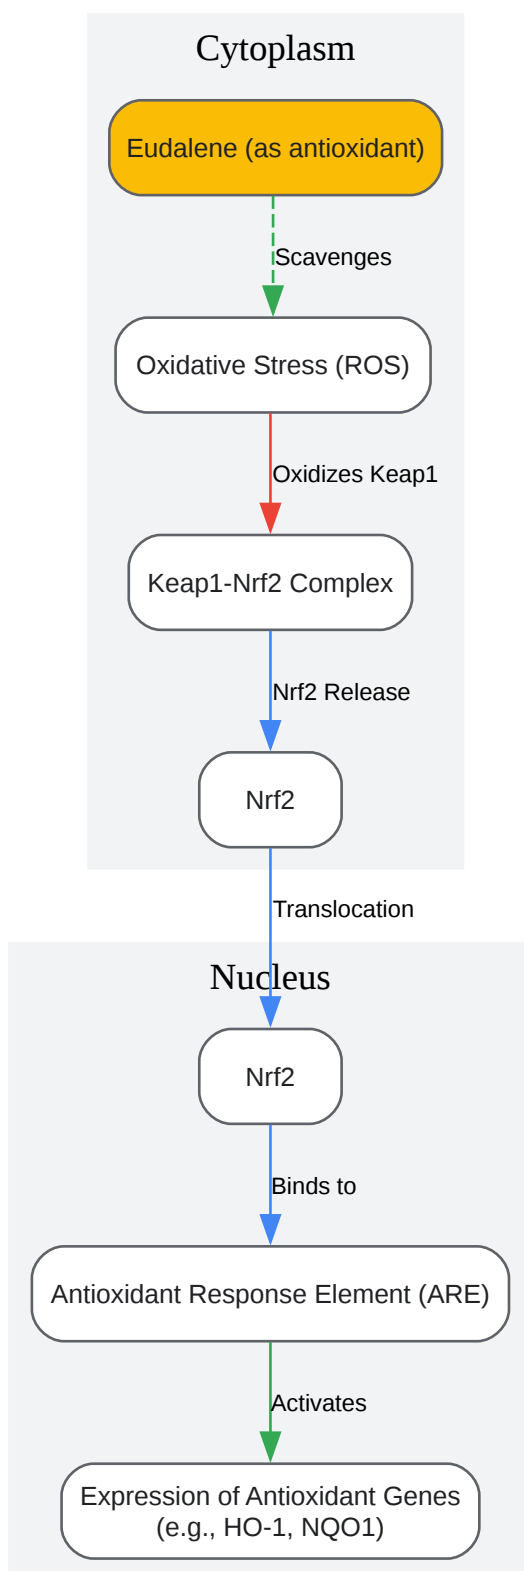 Cytoplasm
Eudalene (as antioxidant)
Scavenges
Oxidative Stress (ROS)
Oxidizes Keap1
Keap1-Nrf2 Complex
Nrf2 Release
Nrf2
Translocation
Nucleus
Nrf2
Binds to
Antioxidant Response Element (ARE)
Activates
Expression of Antioxidant Genes
(e.g., HO-1, NQO1)